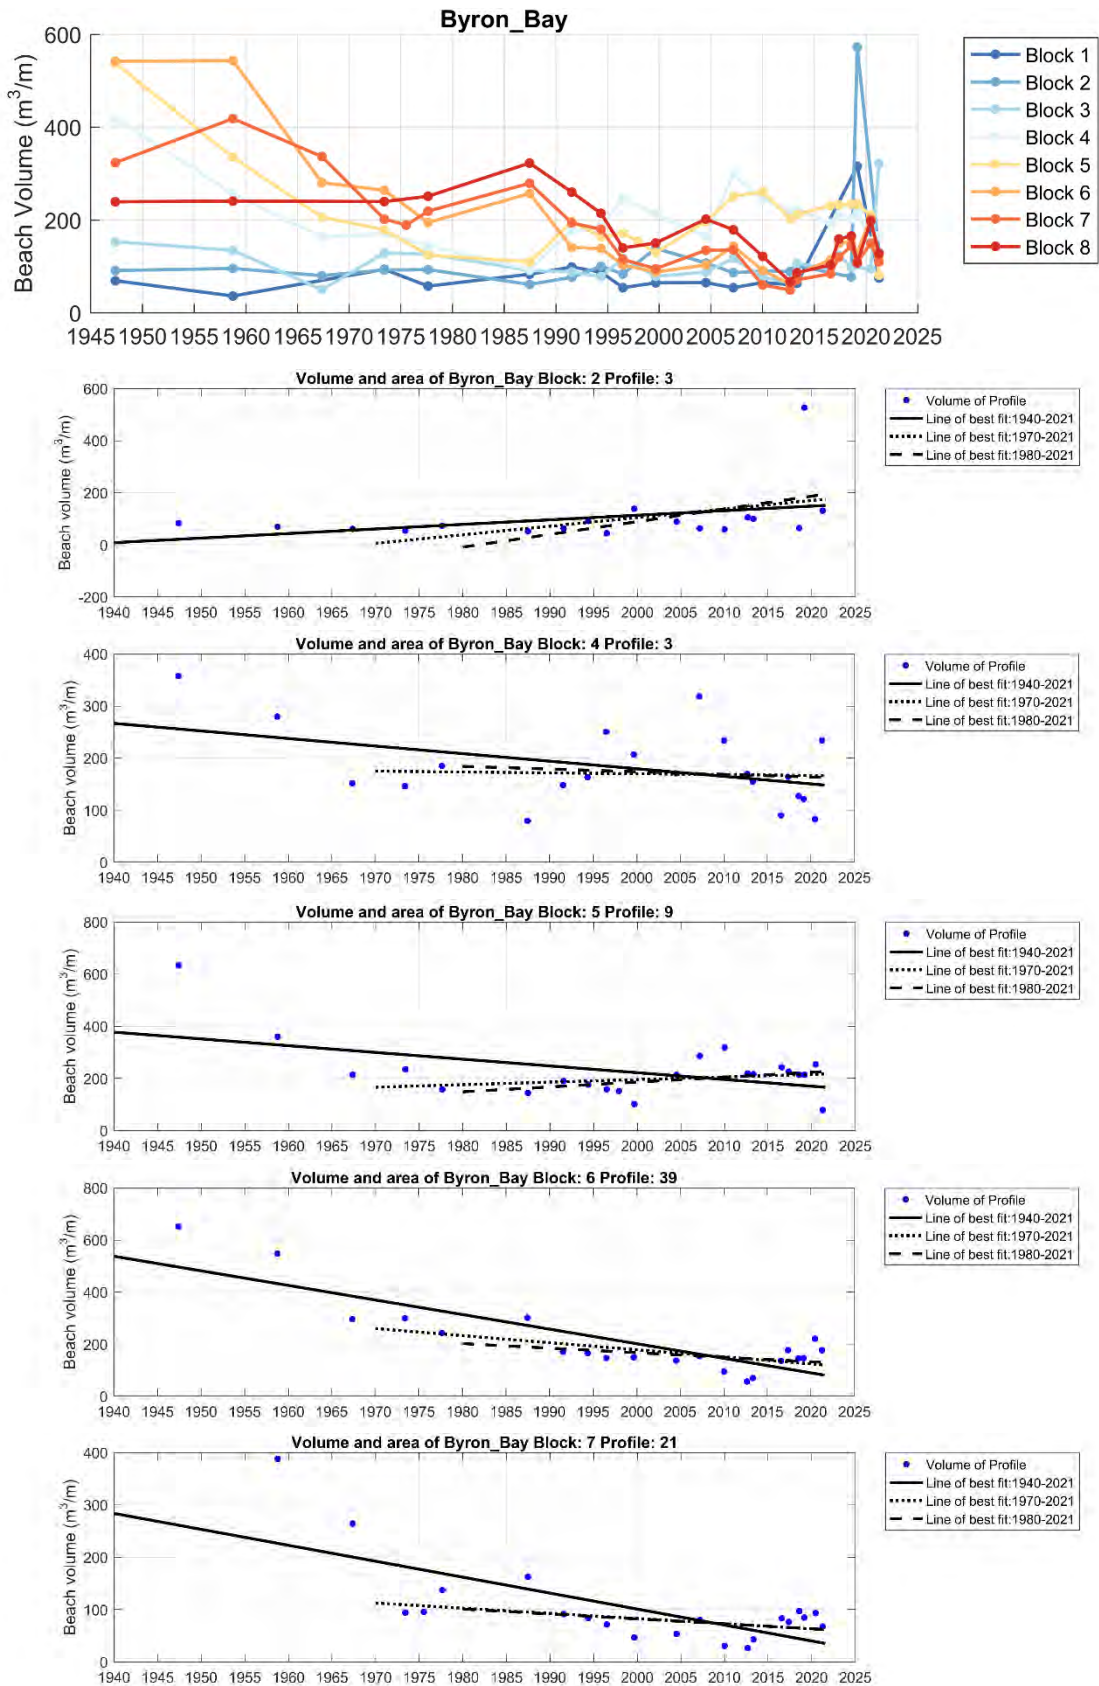 Byron_Bay
Beach Volume (m³/m)
600
400
200
0
1945 1950 1955 1960 1965 1970 1975 1980 1985 1990 1995 2000 2005 2010 2015 2020 2025
Block 1
Block 2
Block 3
Block 4
Block 5
Block 6
Block 7
Block 8
Volume and area of Byron_Bay Block: 2 Profile: 3
Beach volume (m³/m)
600
400
200
0
-200
1940 1945 1950 1955 1960 1965 1970 1975 1980 1985 1990 1995 2000 2005 2010 2015 2020 2025
Volume of Profile
Line of best fit:1940-2021
Line of best fit:1970-2021
Line of best fit:1980-2021
Volume and area of Byron_Bay Block: 4 Profile: 3
Beach volume (m³/m)
400
300
200
100
0
1940 1945 1950 1955 1960 1965 1970 1975 1980 1985 1990 1995 2000 2005 2010 2015 2020 2025
Volume of Profile
Line of best fit:1940-2021
Line of best fit:1970-2021
Line of best fit:1980-2021
Volume and area of Byron_Bay Block: 5 Profile: 9
Beach volume (m³/m)
800
600
400
200
0
1940 1945 1950 1955 1960 1965 1970 1975 1980 1985 1990 1995 2000 2005 2010 2015 2020 2025
Volume of Profile
Line of best fit:1940-2021
Line of best fit:1970-2021
Line of best fit:1980-2021
Volume and area of Byron_Bay Block: 6 Profile: 39
Beach volume (m³/m)
800
600
400
200
0
1940 1945 1950 1955 1960 1965 1970 1975 1980 1985 1990 1995 2000 2005 2010 2015 2020 2025
Volume of Profile
Line of best fit:1940-2021
Line of best fit:1970-2021
Line of best fit:1980-2021
Volume and area of Byron_Bay Block: 7 Profile: 21
Beach volume (m³/m)
400
300
200
100
0
1940 1945 1950 1955 1960 1965 1970 1975 1980 1985 1990 1995 2000 2005 2010 2015 2020 2025
Volume of Profile
Line of best fit:1940-2021
Line of best fit:1970-2021
Line of best fit:1980-2021